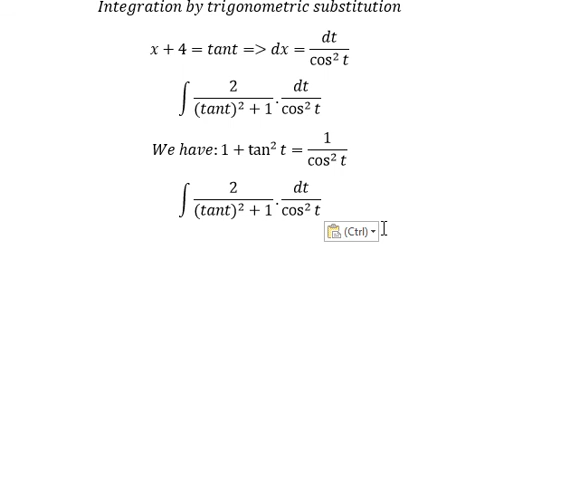 Integration by trigonometric substitution
x + 4 = tant => dx = dt/cos² t
∫ 2/((tant)² + 1) · dt/cos² t
We have: 1 + tan² t = 1/cos² t
∫ 2/((tant)² + 1) · dt/cos² t
(Ctrl)